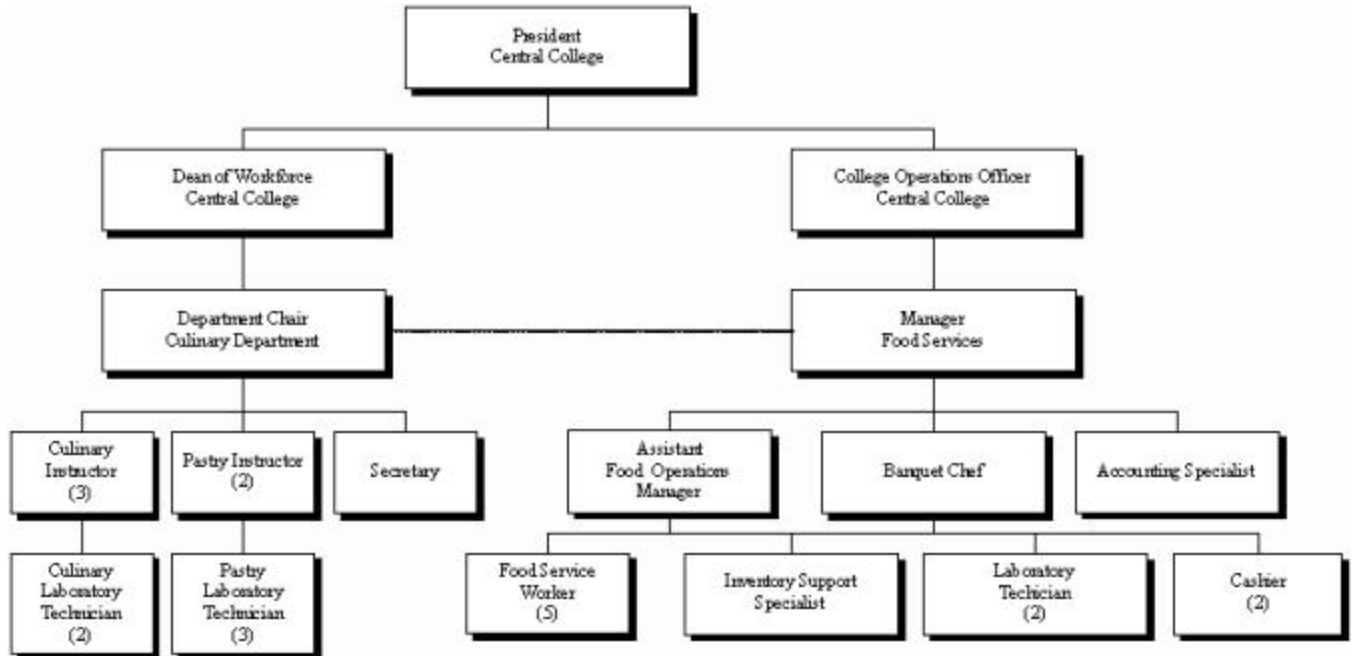 President
Central College
Dean of Workforce
Central College
College Operations Officer
Central College
Department Chair
Culinary Department
Manager
Food Services
Culinary
Instructor
(3)
Pastry Instructor
(2)
Secretary
Assistant
Food Operations
Manager
Banquet Chef
Accounting Specialist
Culinary
Laboratory
Technician
(2)
Pastry
Laboratory
Technician
(3)
Food Service
Worker
(5)
Inventory Support
Specialist
Laboratory
Techician
(2)
Cashier
(2)